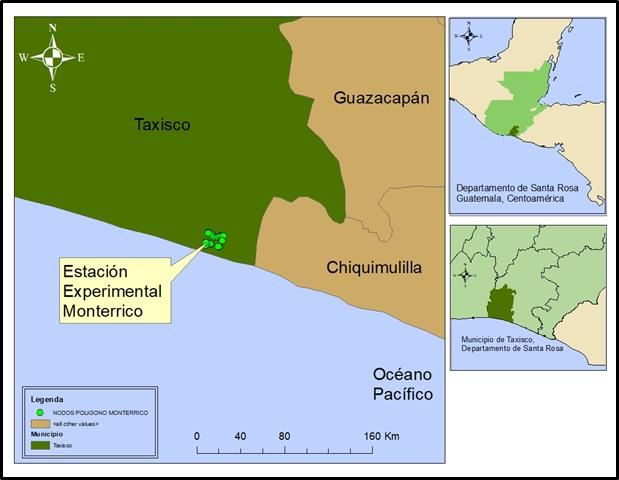 N
W E
S
Guazacapán
Taxisco
Estación
Experimental
Monterrico
Chiquimulilla
Océano
Pacífico
Legenda
NODOS POLIGONO MONTERRICO
<all other values>
Municipio
Taxisco
0 40 80 160 Km
N
W E
S
Departamento de Santa Rosa
Guatemala, Centoamérica
N
W E
S
Municipio de Taxisco,
Departamento de Santa Rosa